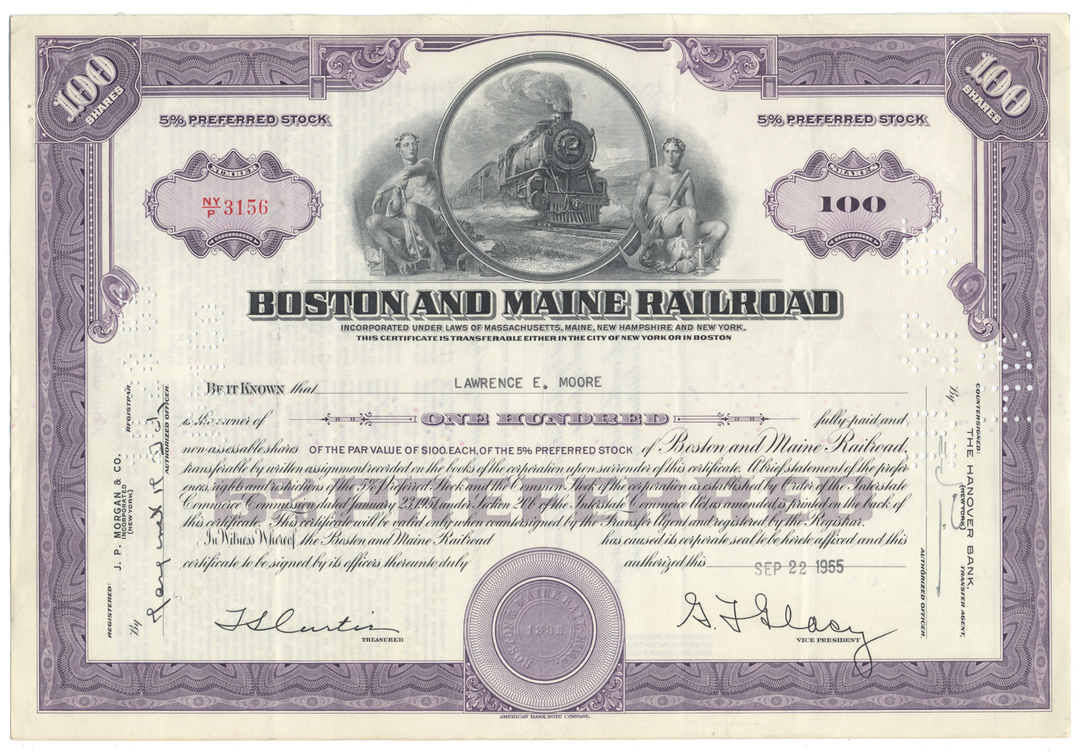 100 SHARES
100 SHARES
5% PREFERRED STOCK
5% PREFERRED STOCK
NUMBER
NY/P 3156
SHARES
100
BOSTON AND MAINE RAILROAD
INCORPORATED UNDER LAWS OF MASSACHUSETTS, MAINE, NEW HAMPSHIRE AND NEW YORK.
THIS CERTIFICATE IS TRANSFERABLE EITHER IN THE CITY OF NEW YORK OR IN BOSTON
BE IT KNOWN that LAWRENCE E. MOORE
is the owner of ONE HUNDRED fully-paid and
non-assessable shares OF THE PAR VALUE OF $100. EACH, OF THE 5% PREFERRED STOCK of Boston and Maine Railroad,
transferable by written assignment recorded on the books of the corporation upon surrender of this certificate. A brief statement of the prefer-
ences, rights and restrictions of the Preferred Stock and the Common Stock of the corporation as established by Order of the Interstate
Commerce Commission dated January 23, 1951, under Section 20b of the Interstate Commerce Act, as amended, is printed on the back of
this certificate. This certificate will be valid only when countersigned by the Transfer Agent and registered by the Registrar.
5% PREFERRED
In Witness Whereof the Boston and Maine Railroad has caused its corporate seal to be hereto affixed and this
certificate to be signed by its officers thereunto duly authorized this SEP 22 1955
TREASURER
VICE PRESIDENT
BOSTON & MAINE RAILROAD
AMERICAN BANK NOTE COMPANY.
REGISTERED:
J. P. MORGAN & CO.
INCORPORATED
(NEW YORK)
REGISTRAR,
By
AUTHORIZED OFFICER.
COUNTERSIGNED:
THE HANOVER BANK,
(NEW YORK)
TRANSFER AGENT,
By
AUTHORIZED OFFICER.